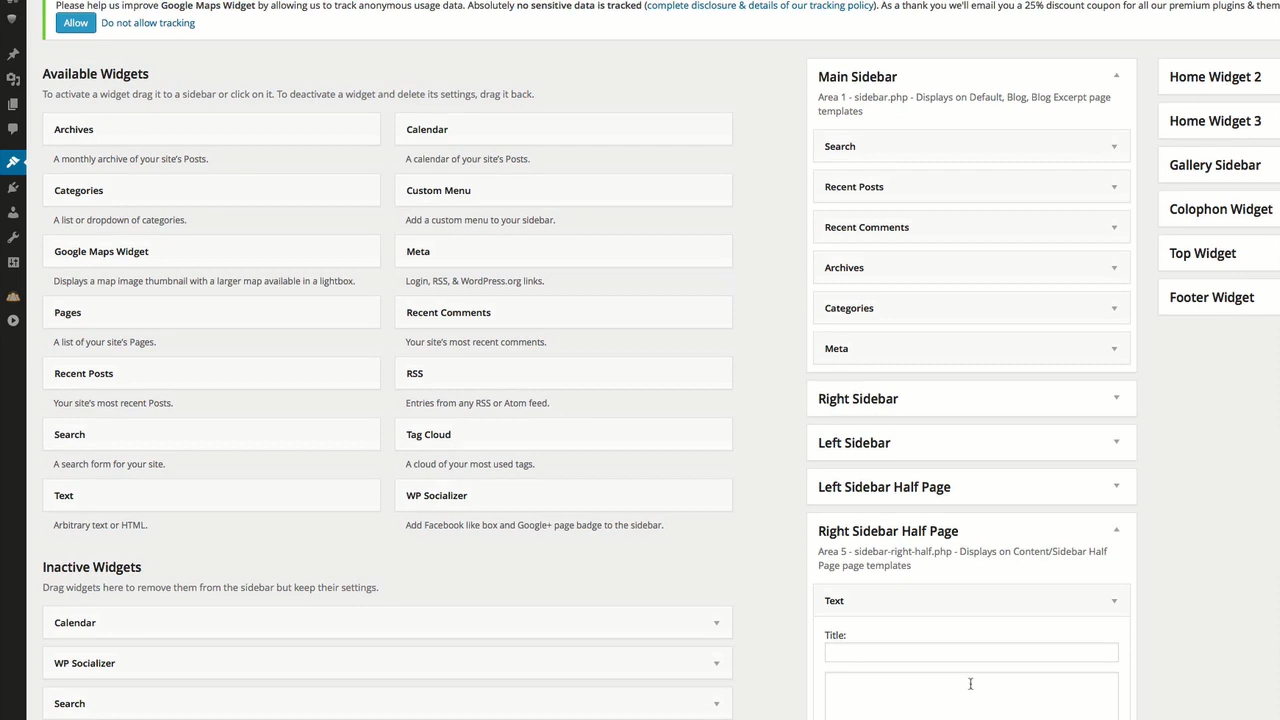 Please help us improve Google Maps Widget by allowing us to track anonymous usage data. Absolutely no sensitive data is tracked (complete disclosure & details of our tracking policy). As a thank you we'll email you a 25% discount coupon for all our premium plugins & them
Allow Do not allow tracking
Available Widgets
To activate a widget drag it to a sidebar or click on it. To deactivate a widget and delete its settings, drag it back.
Archives
A monthly archive of your site's Posts.
Calendar
A calendar of your site's Posts.
Categories
A list or dropdown of categories.
Custom Menu
Add a custom menu to your sidebar.
Google Maps Widget
Displays a map image thumbnail with a larger map available in a lightbox.
Meta
Login, RSS, & WordPress.org links.
Pages
A list of your site's Pages.
Recent Comments
Your site's most recent comments.
Recent Posts
Your site's most recent Posts.
RSS
Entries from any RSS or Atom feed.
Search
A search form for your site.
Tag Cloud
A cloud of your most used tags.
Text
Arbitrary text or HTML.
WP Socializer
Add Facebook like box and Google+ page badge to the sidebar.
Inactive Widgets
Drag widgets here to remove them from the sidebar but keep their settings.
Calendar
WP Socializer
Search
Main Sidebar
Area 1 - sidebar.php - Displays on Default, Blog, Blog Excerpt page
templates
Search
Recent Posts
Recent Comments
Archives
Categories
Meta
Right Sidebar
Left Sidebar
Left Sidebar Half Page
Right Sidebar Half Page
Area 5 - sidebar-right-half.php - Displays on Content/Sidebar Half
Page page templates
Text
Title:
Home Widget 2
Home Widget 3
Gallery Sidebar
Colophon Widget
Top Widget
Footer Widget